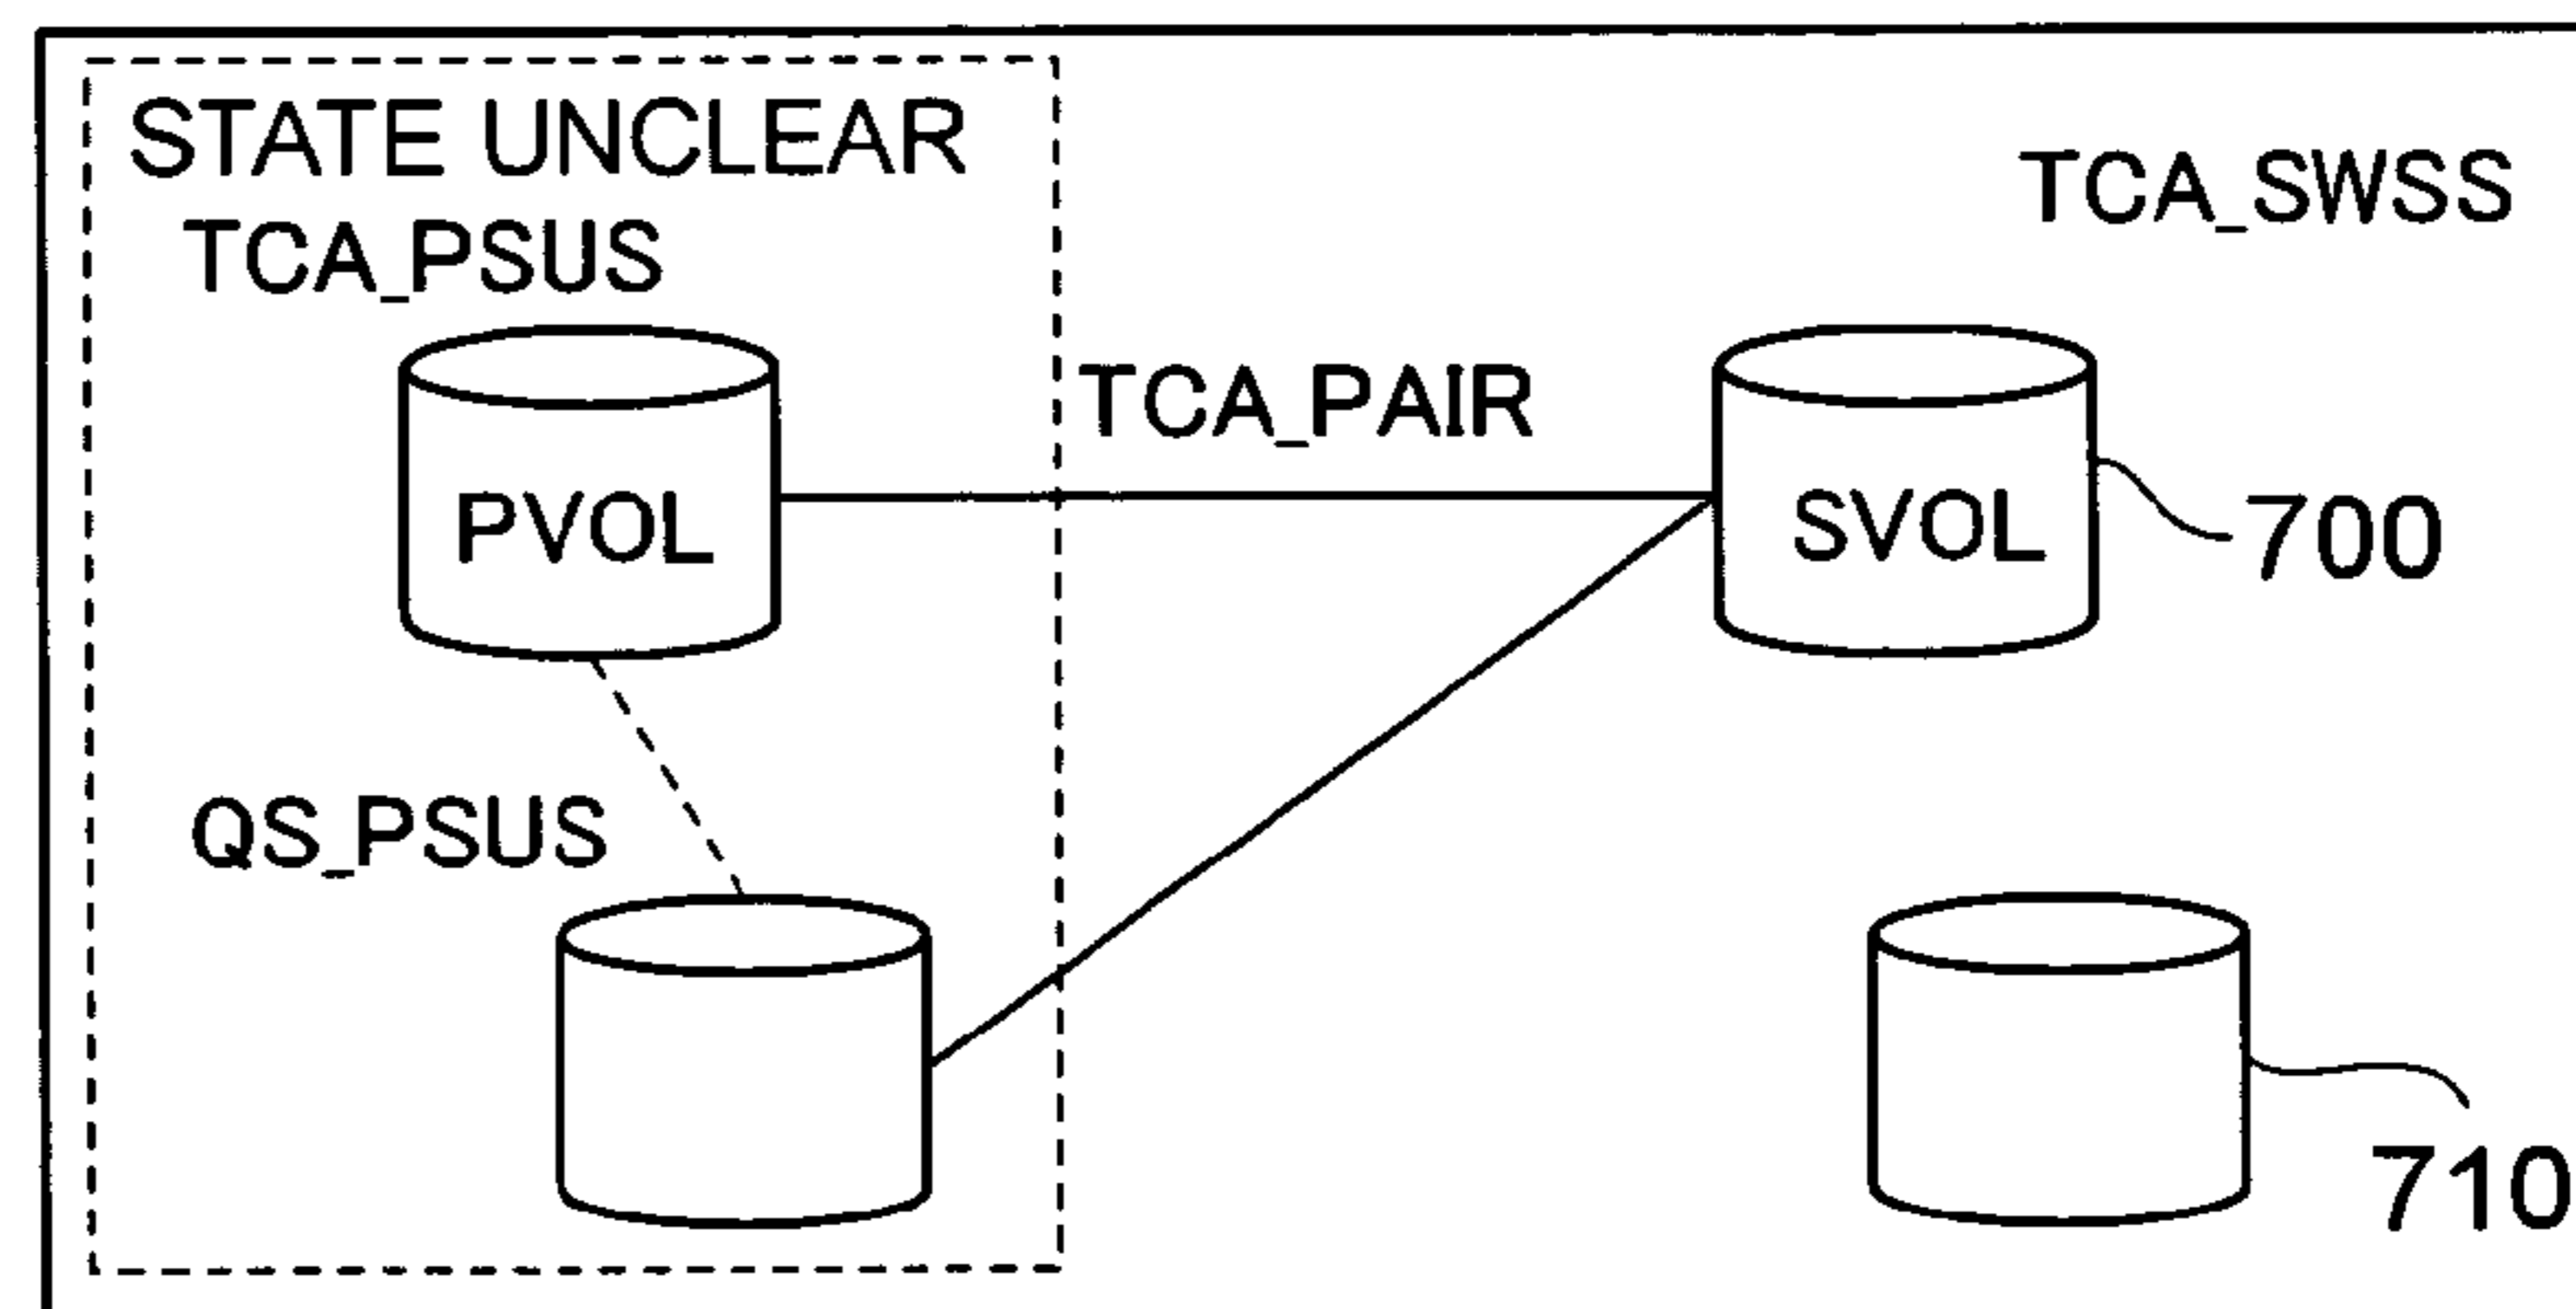 STATE UNCLEAR
TCA_PSUS
TCA_SWSS
TCA_PAIR
PVOL
SVOL
700
QS_PSUS
710